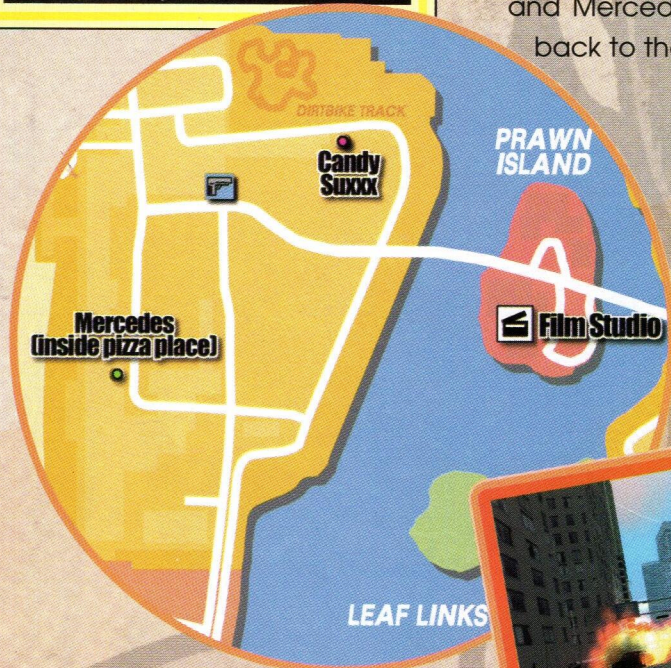 and Merced
back to th
DIRTBIKE TRACK
Candy
Suxxx
PRAWN
ISLAND
Mercedes
(inside pizza place)
Film Studio
LEAF LINKS